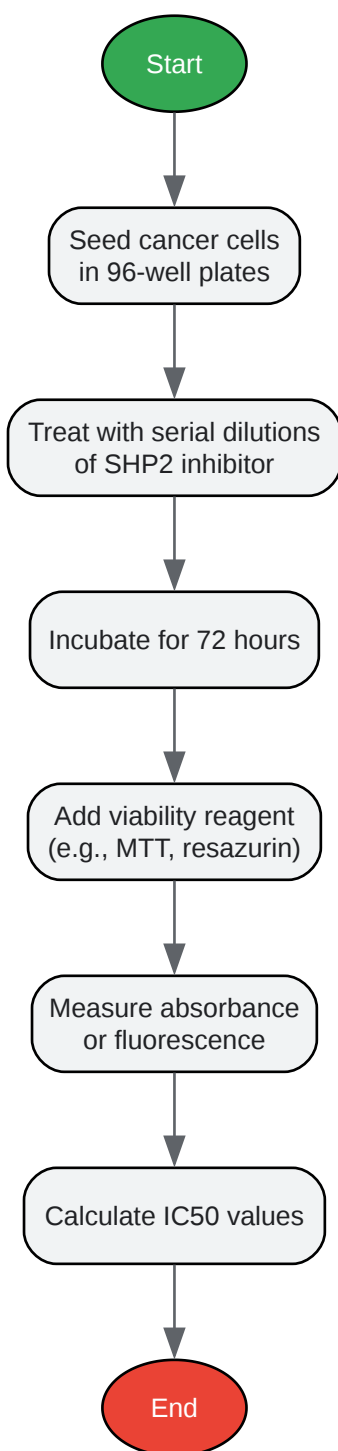 Start
Seed cancer cells
in 96-well plates
Treat with serial dilutions
of SHP2 inhibitor
Incubate for 72 hours
Add viability reagent
(e.g., MTT, resazurin)
Measure absorbance
or fluorescence
Calculate IC50 values
End